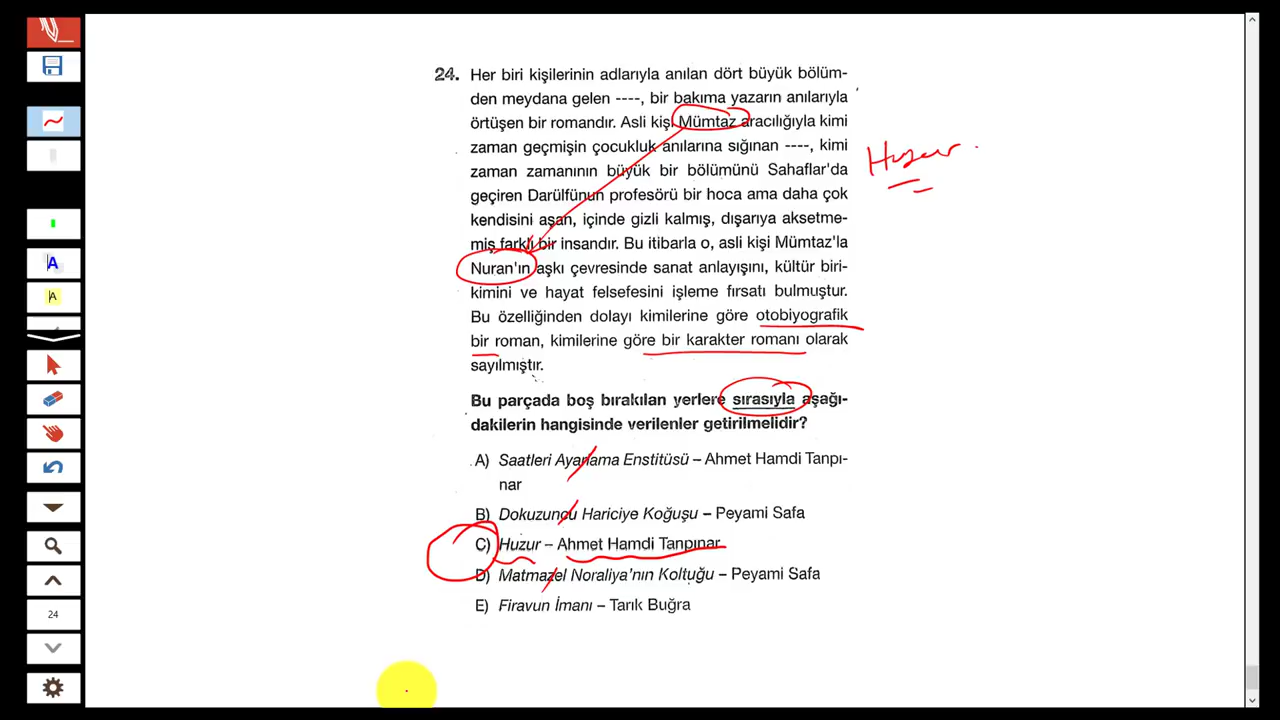 24. Her biri kişilerinin adlarıyla anılan dört büyük bölüm-
den meydana gelen ----, bir bakıma yazarın anılarıyla
örtüşen bir romandır. Asli kişi Mümtaz aracılığıyla kimi
zaman geçmişin çocukluk anılarına sığınan ----, kimi
Huzur
zaman zamanının büyük bir bölümünü Sahaflar'da
geçiren Darülfünun profesörü bir hoca ama daha çok
kendisini aşan, içinde gizli kalmış, dışarıya aksetme-
miş farklı bir insandır. Bu itibarla o, asli kişi Mümtaz'la
Nuran'ın aşkı çevresinde sanat anlayışını, kültür biri-
kimini ve hayat felsefesini işleme fırsatı bulmuştur.
Bu özelliğinden dolayı kimilerine göre otobiyografik
bir roman, kimilerine göre bir karakter romanı olarak
sayılmıştır.
Bu parçada boş bırakılan yerlere sırasıyla aşağı-
dakilerin hangisinde verilenler getirilmelidir?
A) Saatleri Ayarlama Enstitüsü – Ahmet Hamdi Tanpı-
nar
B) Dokuzuncu Hariciye Koğuşu – Peyami Safa
C) Huzur – Ahmet Hamdi Tanpınar
D) Matmazel Noraliya'nın Koltuğu – Peyami Safa
E) Firavun İmanı – Tarık Buğra
A
A
24